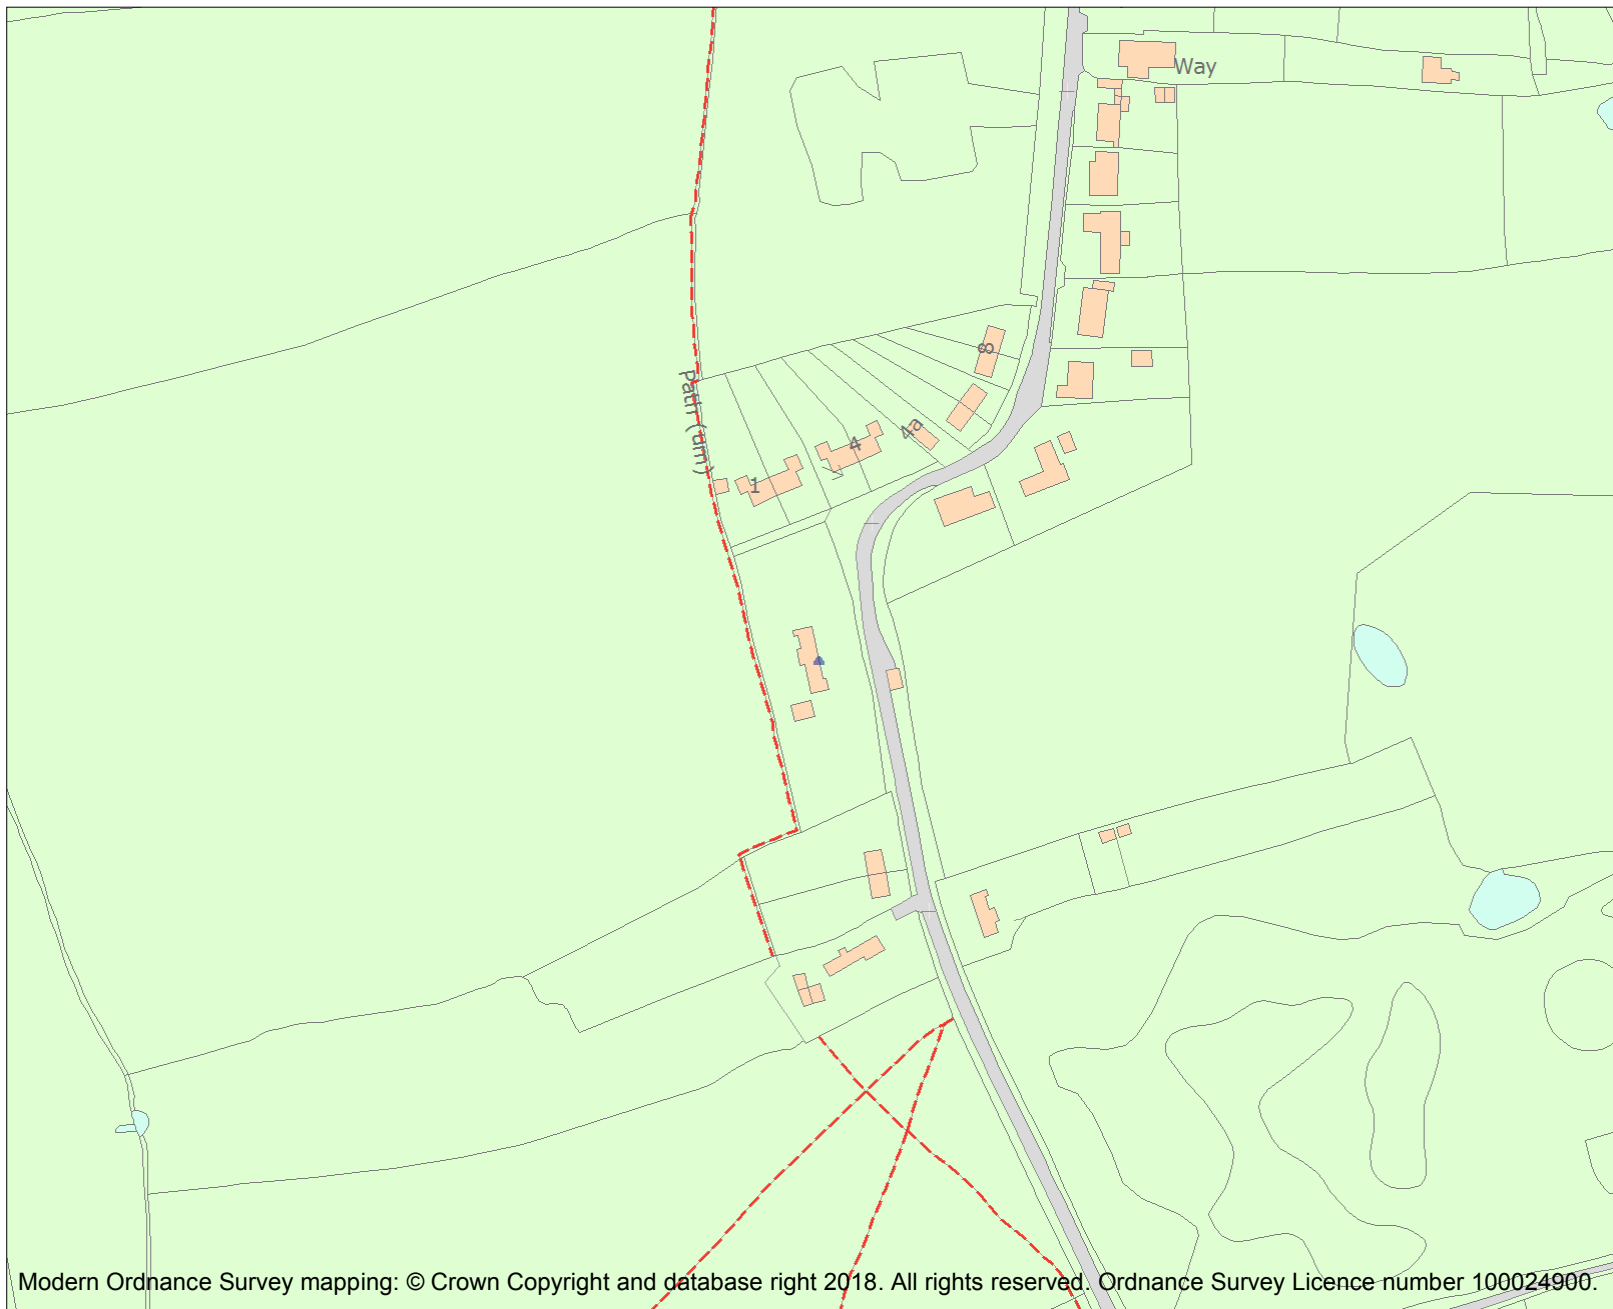 Way
8
Path (um)
4a
4
1
Modern Ordnance Survey mapping: © Crown Copyright and database right 2018. All rights reserved. Ordnance Survey Licence number 100024900.